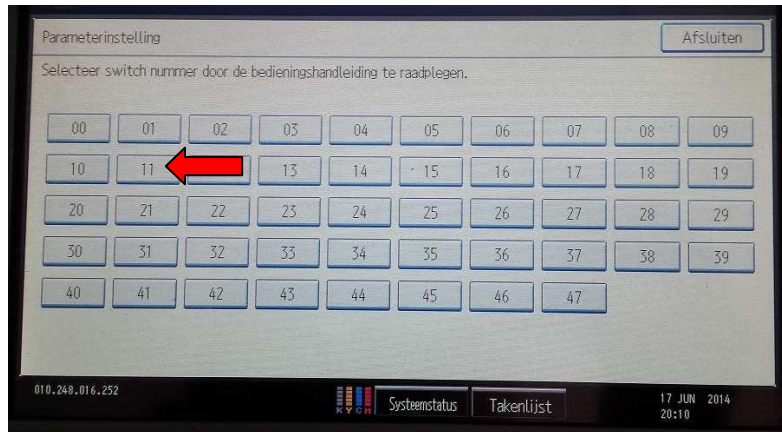 Parameterinstelling Afsluiten
Selecteer switch nummer door de bedieningshandleiding te raadplegen.
00 01 02 03 04 05 06 07 08 09
10 11 13 14 15 16 17 18 19
20 21 22 23 24 25 26 27 28 29
30 31 32 33 34 35 36 37 38 39
40 41 42 43 44 45 46 47
010.248.016.252
K Y C M Systeemstatus Takenlijst 17 JUN 2014
20:10